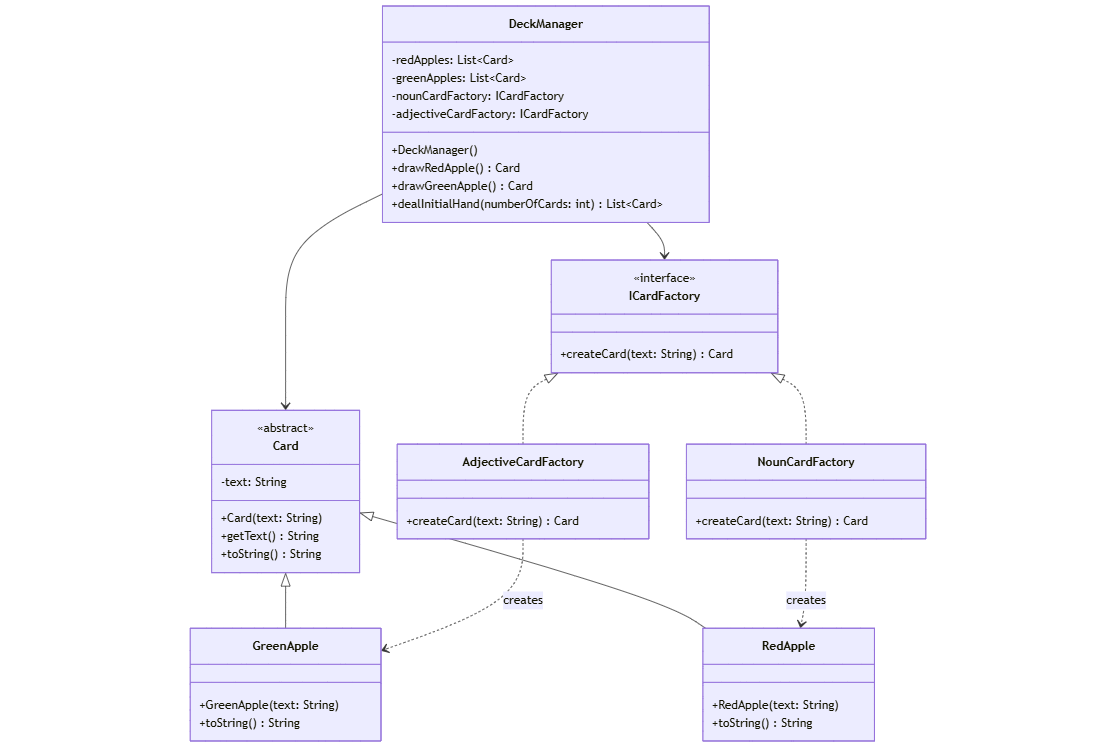 DeckManager
-redApples: List<Card>
-greenApples: List<Card>
-nounCardFactory: ICardFactory
-adjectiveCardFactory: ICardFactory
+DeckManager()
+drawRedApple() : Card
+drawGreenApple() : Card
+dealInitialHand(numberOfCards: int) : List<Card>
«interface»
ICardFactory
+createCard(text: String) : Card
«abstract»
Card
-text: String
+Card(text: String)
+getText() : String
+toString() : String
AdjectiveCardFactory
+createCard(text: String) : Card
NounCardFactory
+createCard(text: String) : Card
creates
creates
GreenApple
+GreenApple(text: String)
+toString() : String
RedApple
+RedApple(text: String)
+toString() : String